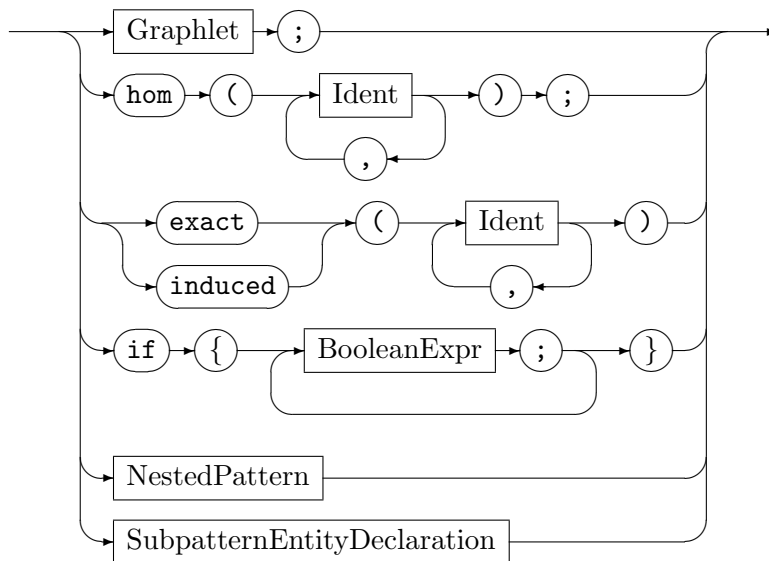 Graphlet ;
hom ( Ident ) ;
,
exact ( Ident )
induced ,
if { BooleanExpr ; }
NestedPattern
SubpatternEntityDeclaration